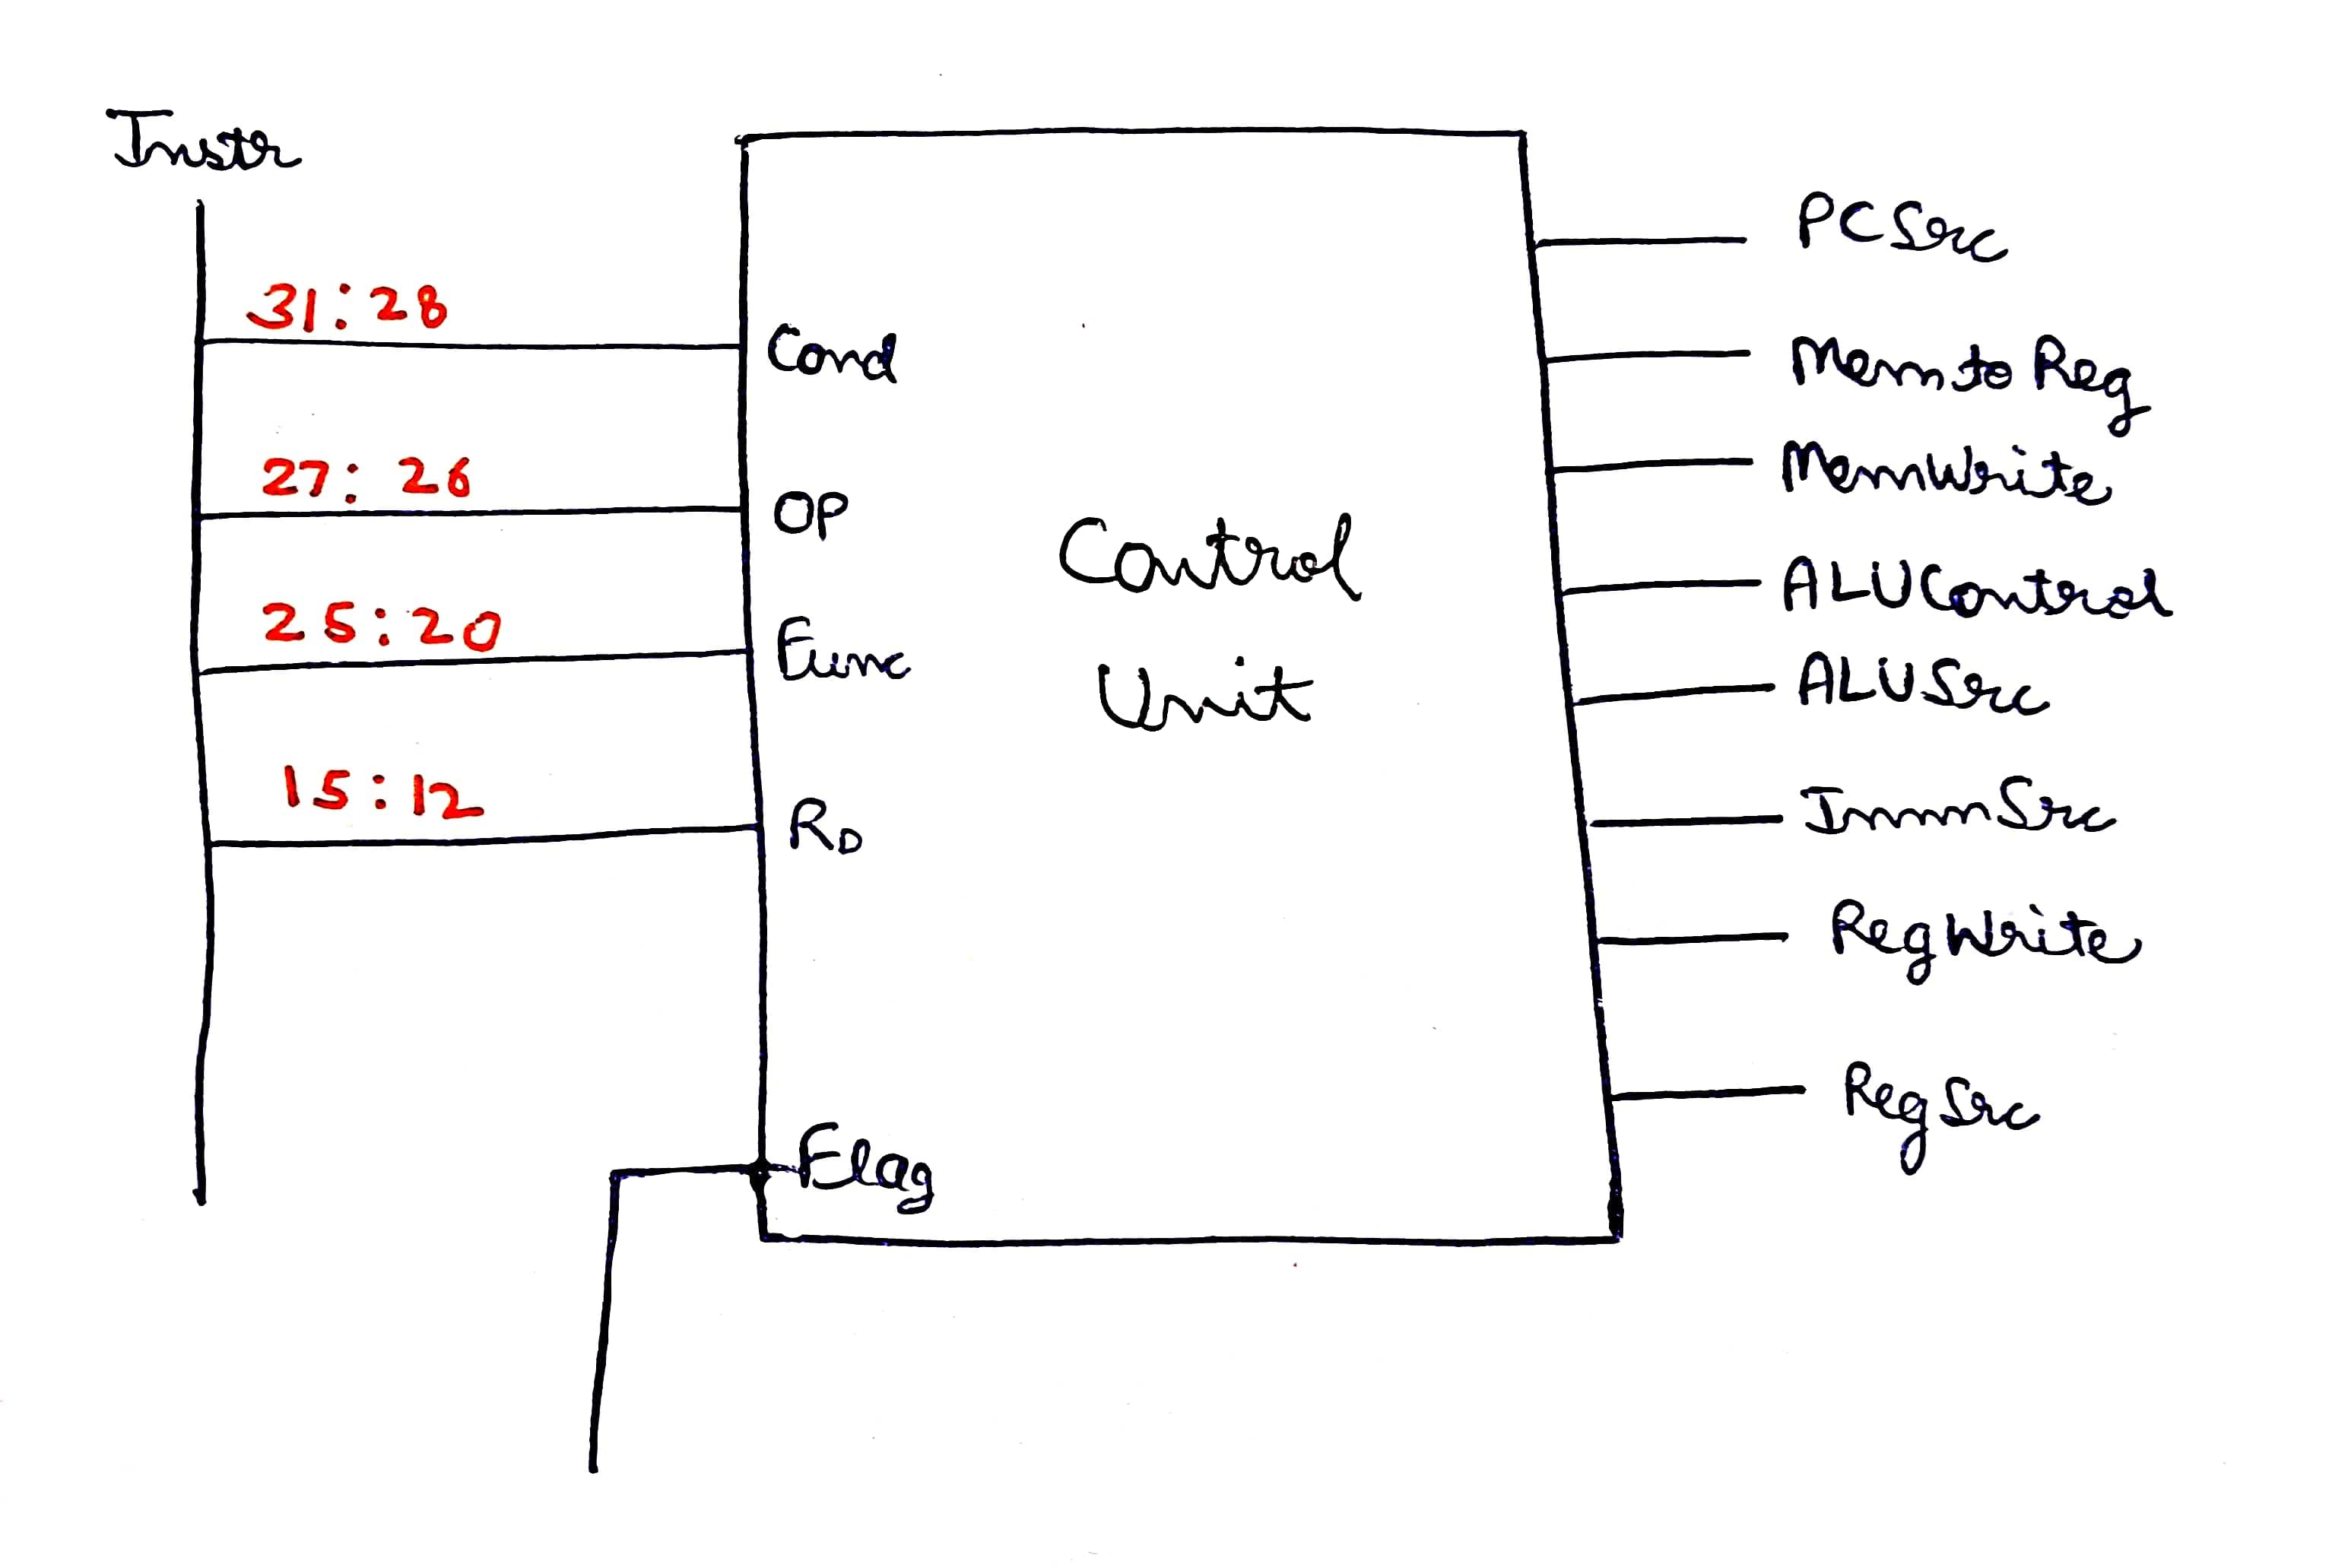 Instr
PCSrc
31:28
Cond
MemtoReg
27:26
OP
MemWrite
Control
Unit
25:20
Func
ALUControl
ALUSrc
15:12
RD
ImmSrc
RegWrite
RegSrc
Flag